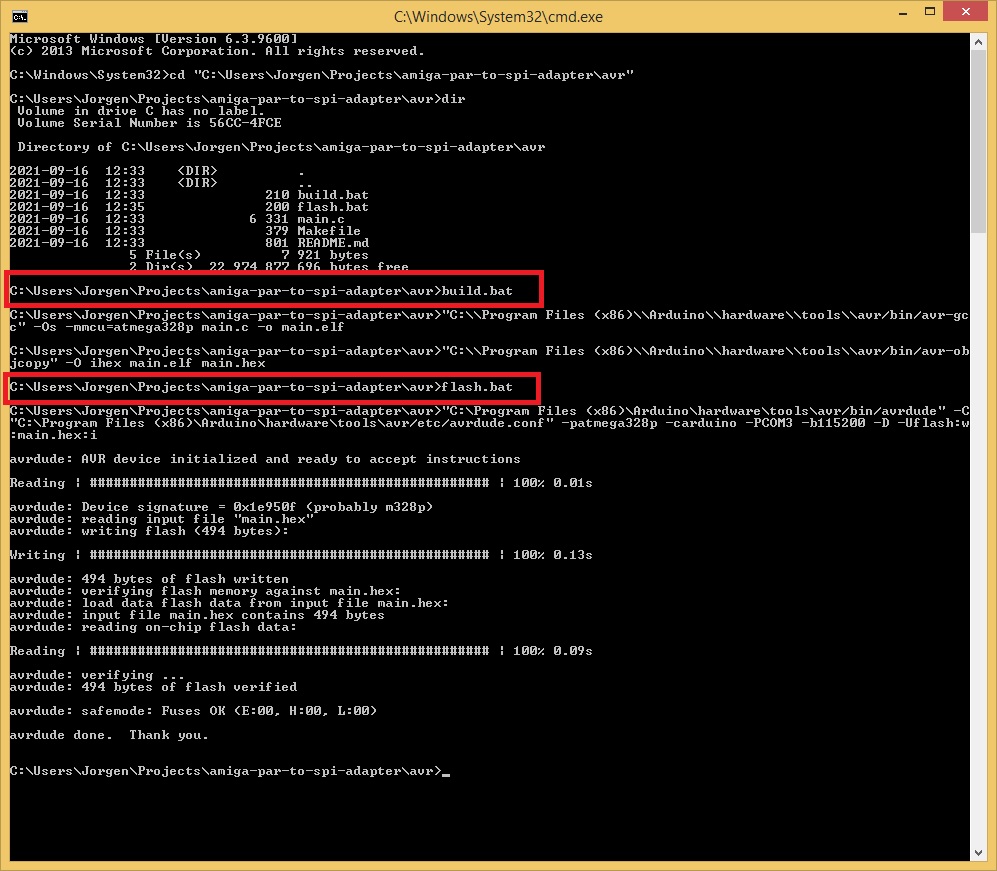 C:\Windows\System32\cmd.exe
Microsoft Windows [Version 6.3.9600]
(c) 2013 Microsoft Corporation. All rights reserved.
C:\Windows\System32>cd "C:\Users\Jorgen\Projects\amiga-par-to-spi-adapter\avr"
C:\Users\Jorgen\Projects\amiga-par-to-spi-adapter\avr>dir
 Volume in drive C has no label.
 Volume Serial Number is 56CC-4FCE
 Directory of C:\Users\Jorgen\Projects\amiga-par-to-spi-adapter\avr
2021-09-16  12:33    <DIR>          .
2021-09-16  12:33    <DIR>          ..
2021-09-16  12:33               210 build.bat
2021-09-16  12:35               200 flash.bat
2021-09-16  12:33             6 331 main.c
2021-09-16  12:33               379 Makefile
2021-09-16  12:33               801 README.md
               5 File(s)          7 921 bytes
               2 Dir(s)  22 974 877 696 bytes free
C:\Users\Jorgen\Projects\amiga-par-to-spi-adapter\avr>build.bat
C:\Users\Jorgen\Projects\amiga-par-to-spi-adapter\avr>"C:\\Program Files (x86)\\Arduino\\hardware\\tools\\avr/bin/avr-gc
c" -Os -mmcu=atmega328p main.c -o main.elf
C:\Users\Jorgen\Projects\amiga-par-to-spi-adapter\avr>"C:\\Program Files (x86)\\Arduino\\hardware\\tools\\avr/bin/avr-ob
jcopy" -O ihex main.elf main.hex
C:\Users\Jorgen\Projects\amiga-par-to-spi-adapter\avr>flash.bat
C:\Users\Jorgen\Projects\amiga-par-to-spi-adapter\avr>"C:\Program Files (x86)\Arduino\hardware\tools\avr/bin/avrdude" -C
"C:\Program Files (x86)\Arduino\hardware\tools\avr/etc/avrdude.conf" -patmega328p -carduino -PCOM3 -b115200 -D -Uflash:w
:main.hex:i
avrdude: AVR device initialized and ready to accept instructions
Reading | ################################################## | 100% 0.01s
avrdude: Device signature = 0x1e950f (probably m328p)
avrdude: reading input file "main.hex"
avrdude: writing flash (494 bytes):
Writing | ################################################## | 100% 0.13s
avrdude: 494 bytes of flash written
avrdude: verifying flash memory against main.hex:
avrdude: load data flash data from input file main.hex:
avrdude: input file main.hex contains 494 bytes
avrdude: reading on-chip flash data:
Reading | ################################################## | 100% 0.09s
avrdude: verifying ...
avrdude: 494 bytes of flash verified
avrdude: safemode: Fuses OK (E:00, H:00, L:00)
avrdude done.  Thank you.
C:\Users\Jorgen\Projects\amiga-par-to-spi-adapter\avr>_